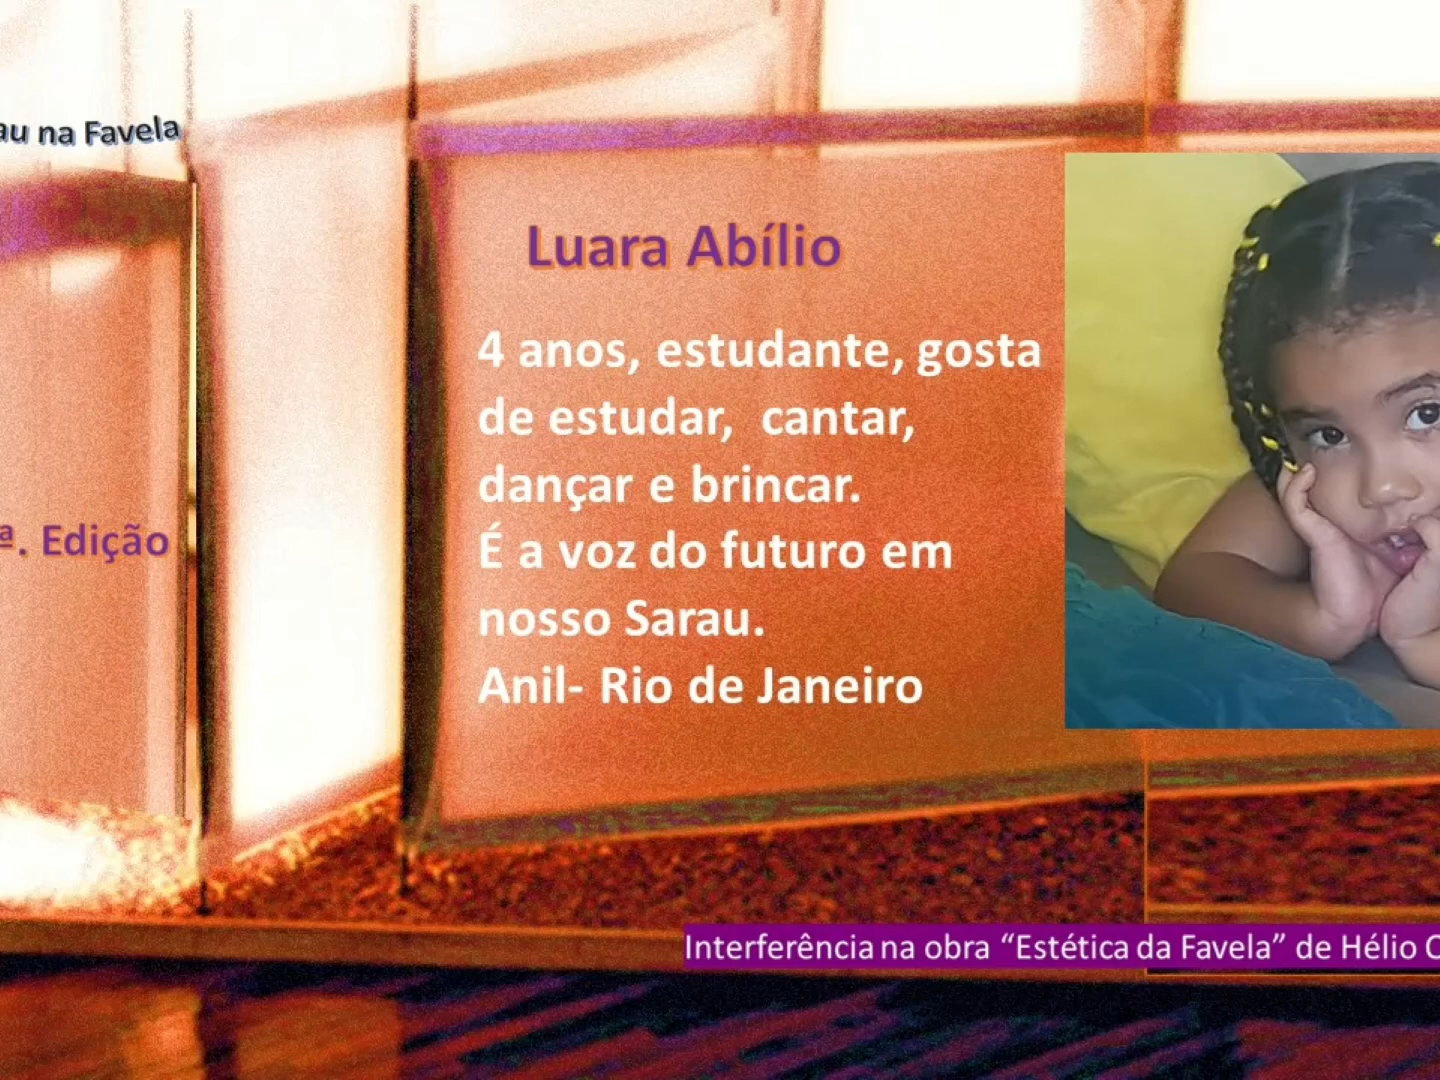 na Favela
Luara Abílio
4 anos, estudante, gosta
de estudar, cantar,
dançar e brincar.
É a voz do futuro em
nosso Sarau.
Anil- Rio de Janeiro
ª. Edição
Interferência na obra “Estética da Favela” de Hélio